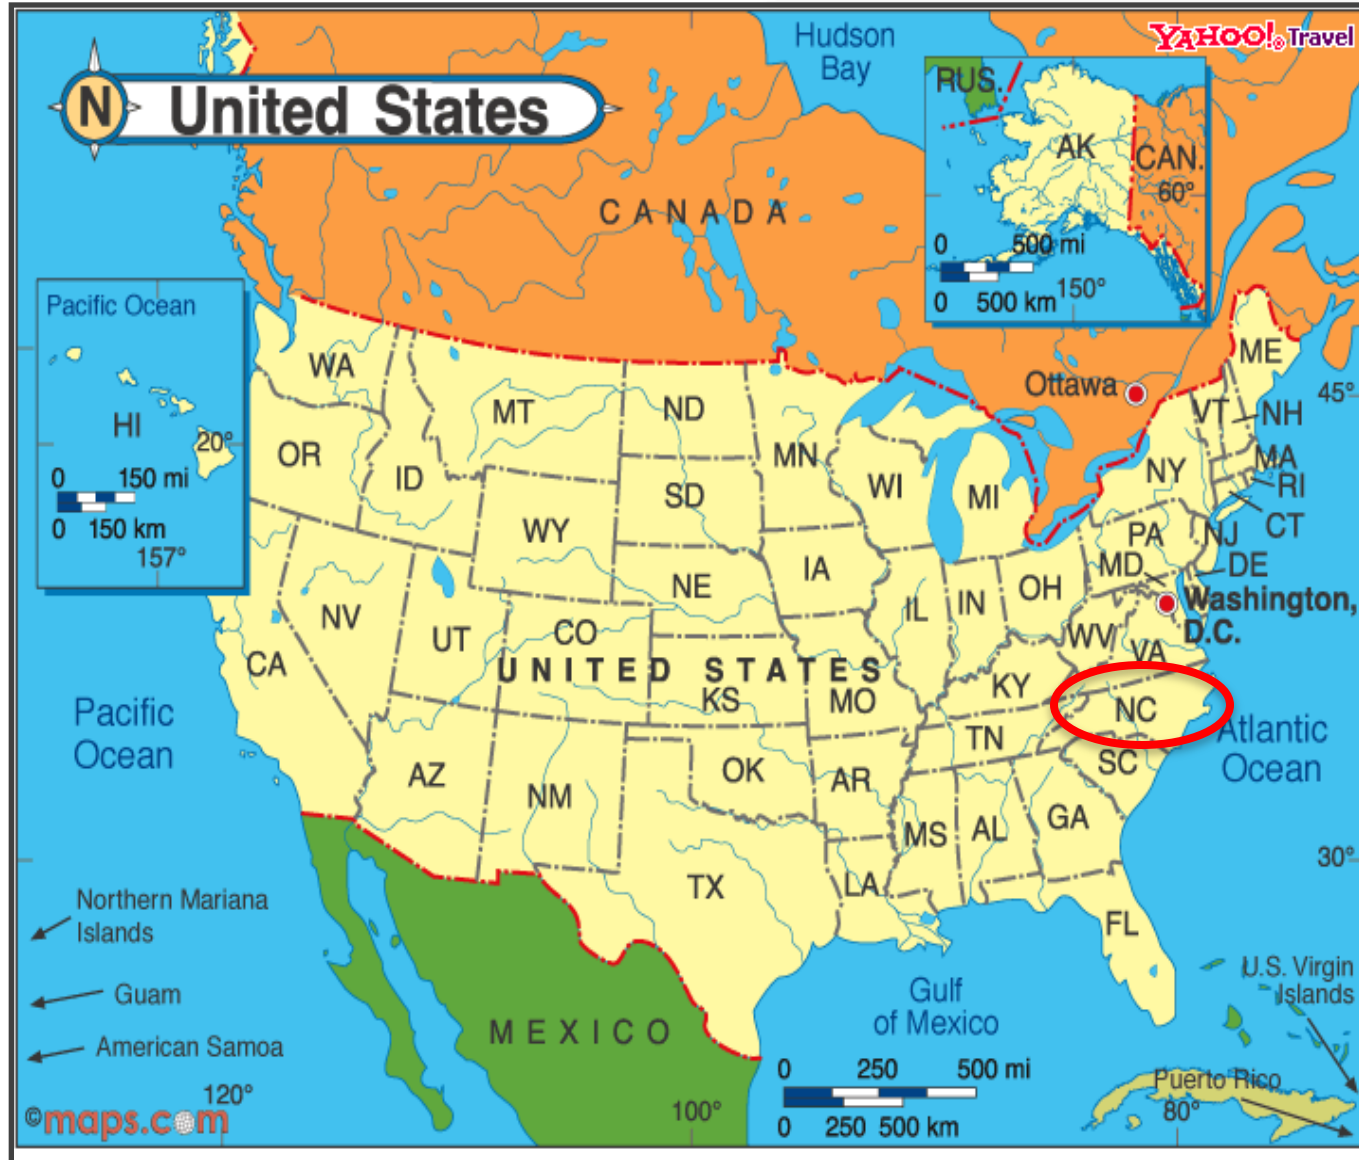 Hudson
Bay
YAHOO!® Travel
N
United States
RUS.
AK
CAN.
60°
0 500 mi
0 500 km
150°
CANADA
Pacific Ocean
HI
20°
0 150 mi
0 150 km
157°
WA
MT
ND
MN
ME
Ottawa
45°
OR
ID
SD
WI
MI
NY
VT
NH
MA
RI
CT
WY
IA
PA
NJ
NE
OH
MD
DE
NV
UT
CO
IL
IN
WV
Washington,
D.C.
CA
UNITED STATES
VA
KS
MO
KY
NC
Pacific
Ocean
TN
Atlantic
Ocean
AZ
NM
OK
AR
SC
MS
AL
GA
30°
TX
LA
FL
Northern Mariana
Islands
Guam
American Samoa
MEXICO
Gulf
of Mexico
U.S. Virgin
Islands
0 250 500 mi
0 250 500 km
Puerto Rico
120°
100°
80°
©maps.com